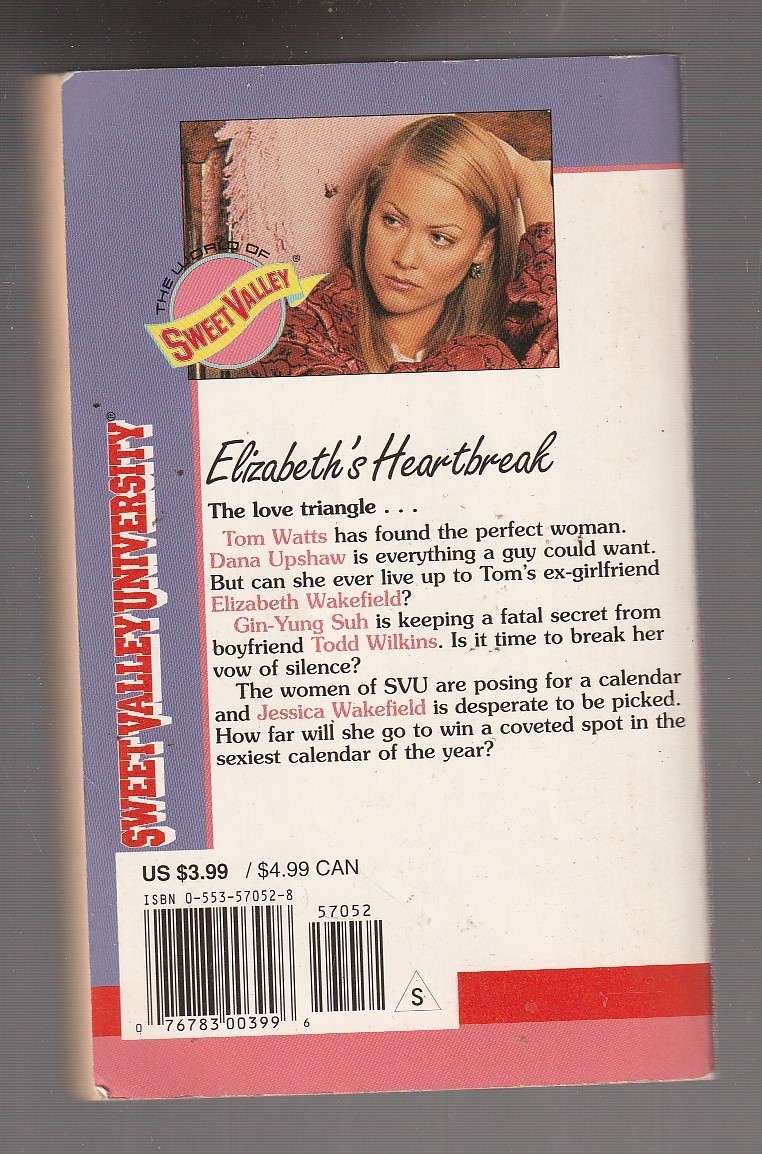 THE WORLD OF
SWEET VALLEY®
SWEET VALLEY UNIVERSITY®
Elizabeth's Heartbreak
The love triangle . . .
Tom Watts has found the perfect woman.
Dana Upshaw is everything a guy could want.
But can she ever live up to Tom's ex-girlfriend
Elizabeth Wakefield?
Gin-Yung Suh is keeping a fatal secret from
boyfriend Todd Wilkins. Is it time to break her
vow of silence?
The women of SVU are posing for a calendar
and Jessica Wakefield is desperate to be picked.
How far will she go to win a coveted spot in the
sexiest calendar of the year?
US $3.99 / $4.99 CAN
ISBN 0-553-57052-8
57052
0 76783 00399 6
S